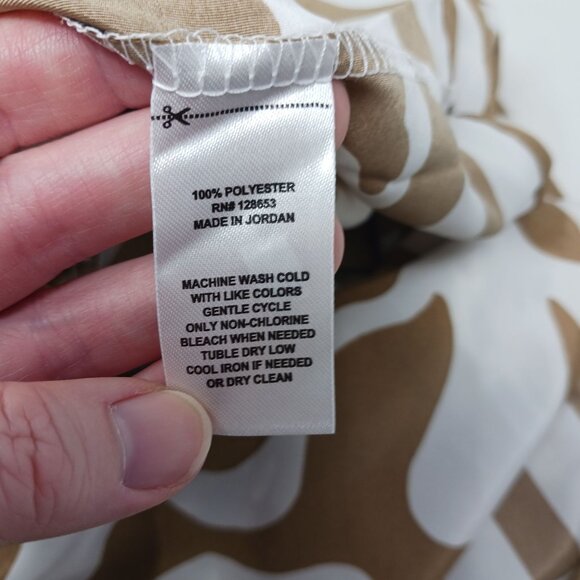 100% POLYESTER
RN# 128653
MADE IN JORDAN
MACHINE WASH COLD
WITH LIKE COLORS
GENTLE CYCLE
ONLY NON-CHLORINE
BLEACH WHEN NEEDED
TUBLE DRY LOW
COOL IRON IF NEEDED
OR DRY CLEAN